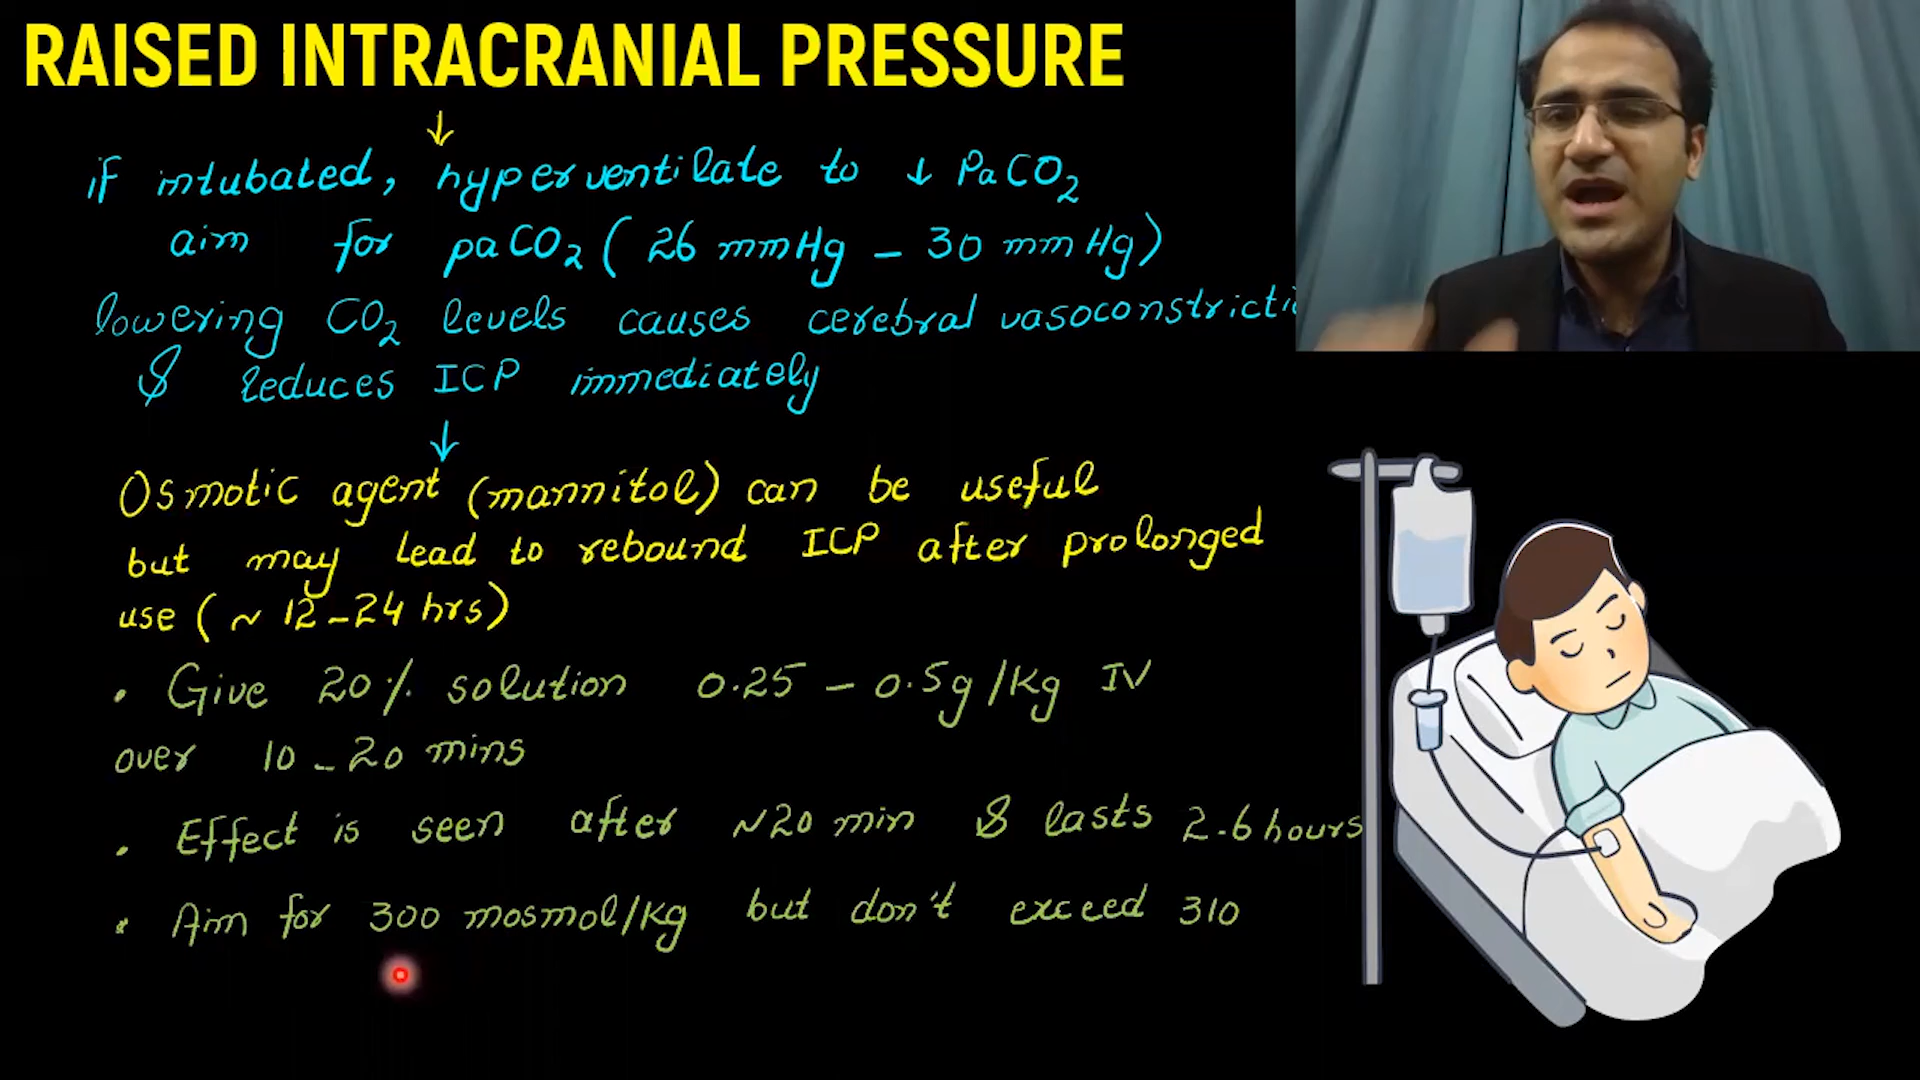 RAISED INTRACRANIAL PRESSURE
↓
if intubated, hyperventilate to ↓ PaCO₂
aim for paCO₂ ( 26 mmHg – 30 mmHg)
lowering CO₂ levels causes cerebral vasoconstricti
& reduces ICP immediately
↓
Osmotic agent (mannitol) can be useful
but may lead to rebound ICP after prolonged
use ( ~ 12-24 hrs)
• Give 20% solution 0.25 – 0.5g/Kg IV
over 10-20 mins
• Effect is seen after ~20 min & lasts 2-6 hours
• Aim for 300 mosmol/Kg but don't exceed 310